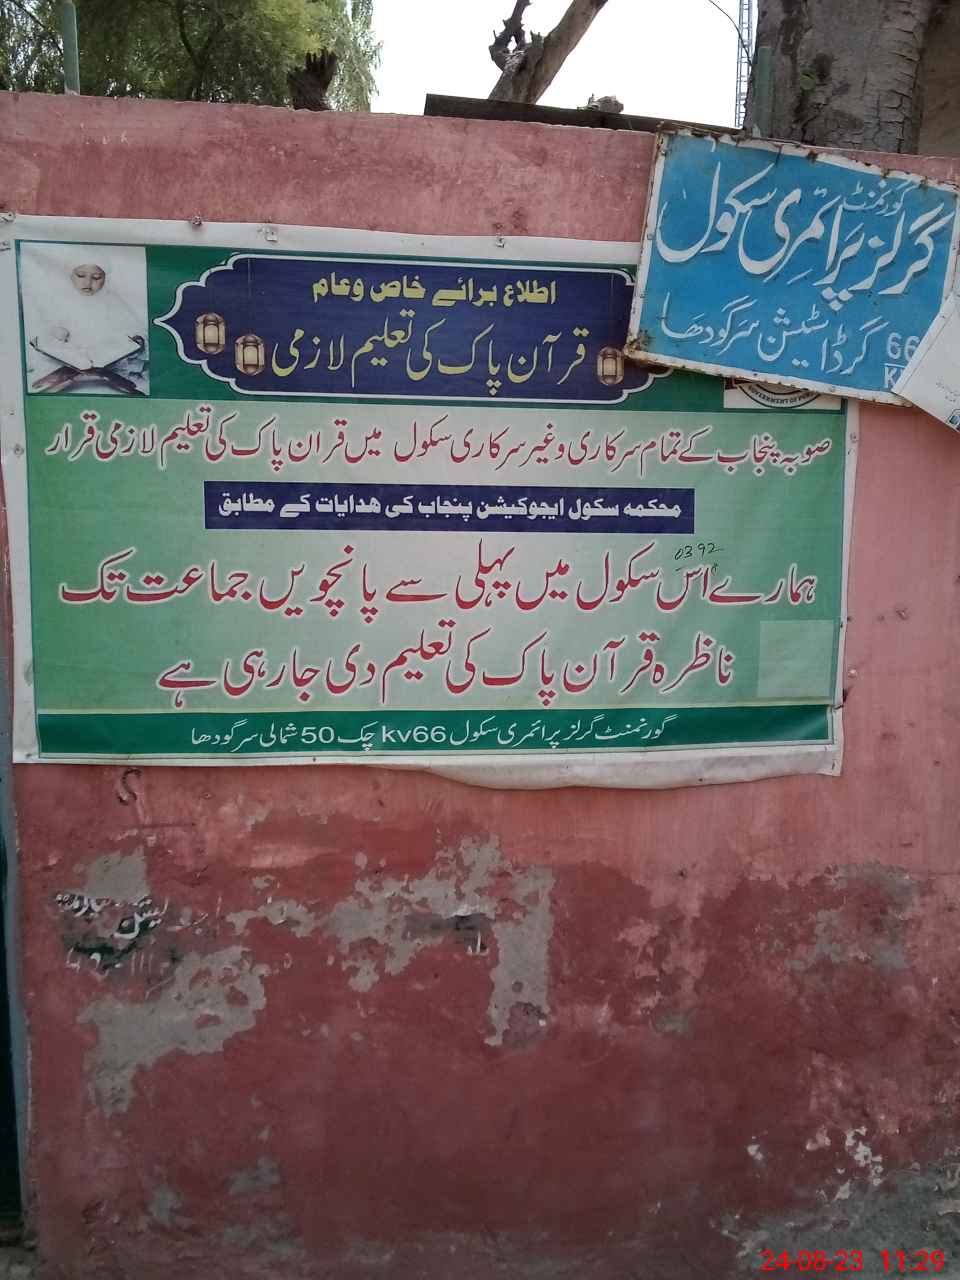 گورنمنٹ
گرلز پرائمری سکول
66
گرڈ اسٹیشن سرگودھا
اطلاع برائے خاص وعام
قرآن پاک کی تعلیم لازمی
صوبہ پنجاب کے تمام سرکاری و غیر سرکاری سکول میں قران پاک کی تعلیم لازمی قرار
محکمہ سکول ایجوکیشن پنجاب کی ھدایات کے مطابق
0392
ہمارے اس سکول میں پہلی سے پانچویں جماعت تک
ناظرہ قرآن پاک کی تعلیم دی جارہی ہے
گورنمنٹ گرلز پرائمری سکول kv66 چک 50 شمالی سرگودھا
24-08-23 11:29